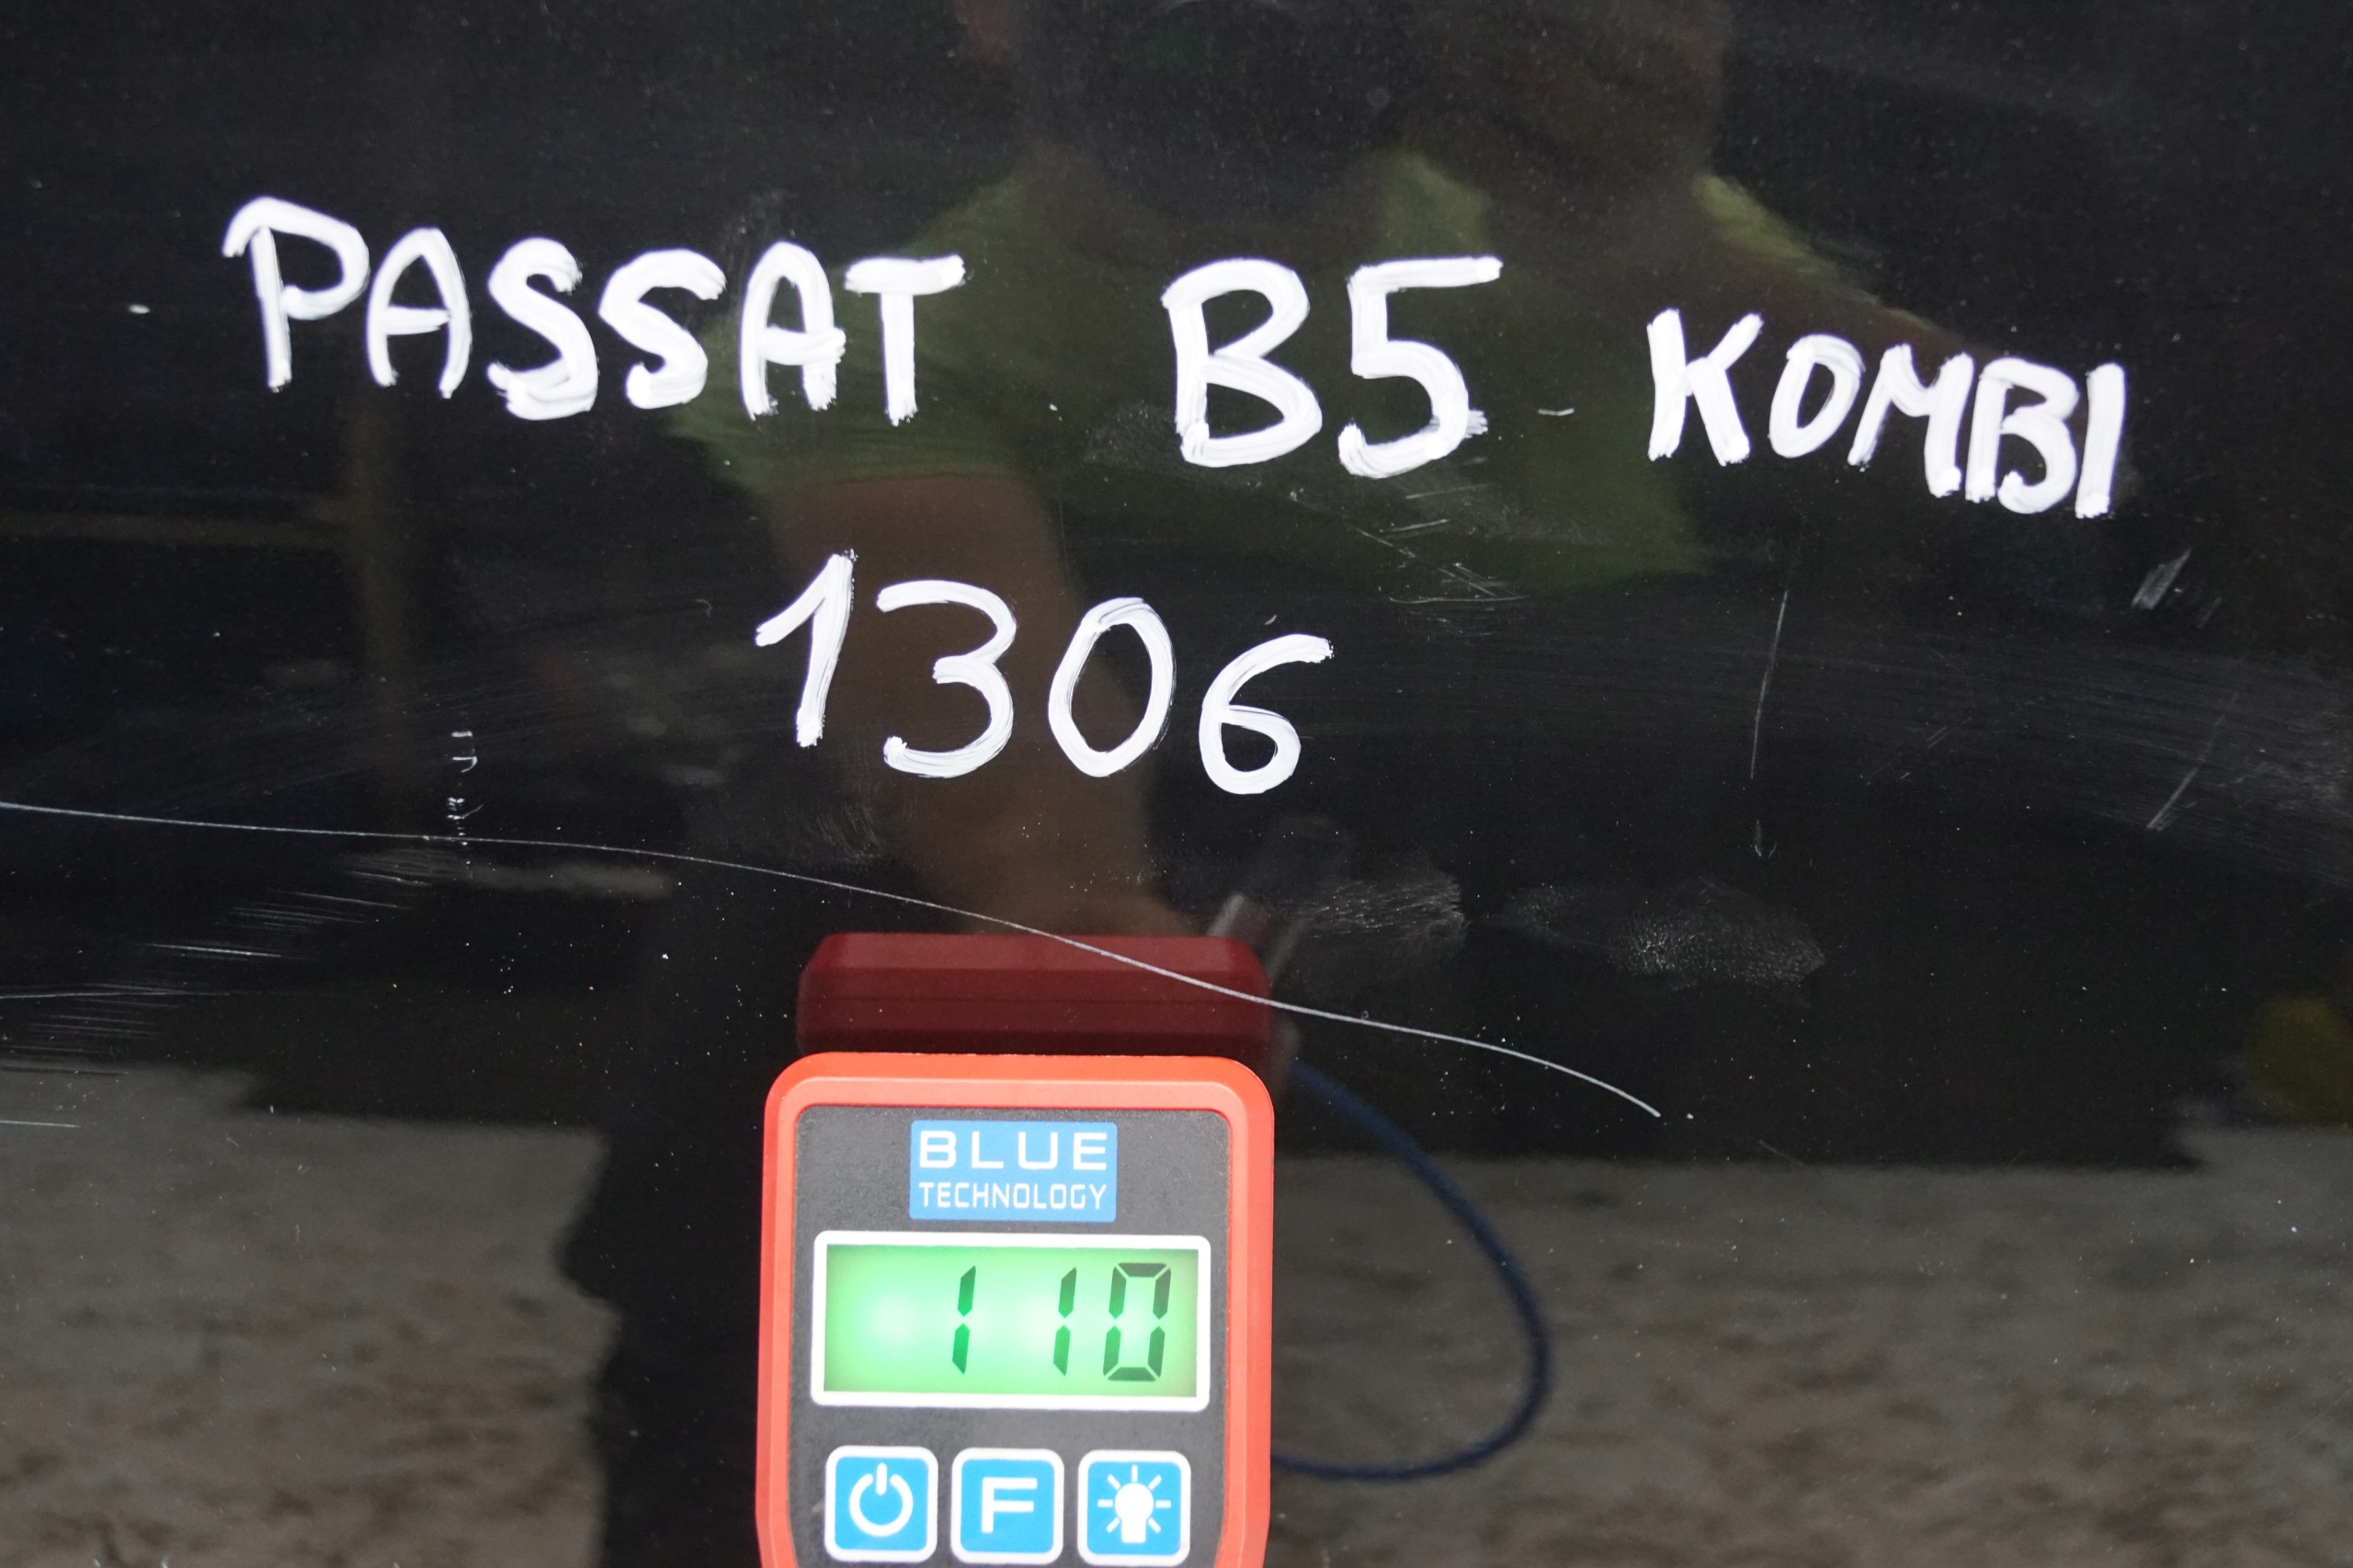 PASSAT B5 KOMBI
1306
BLUE
TECHNOLOGY
110
F